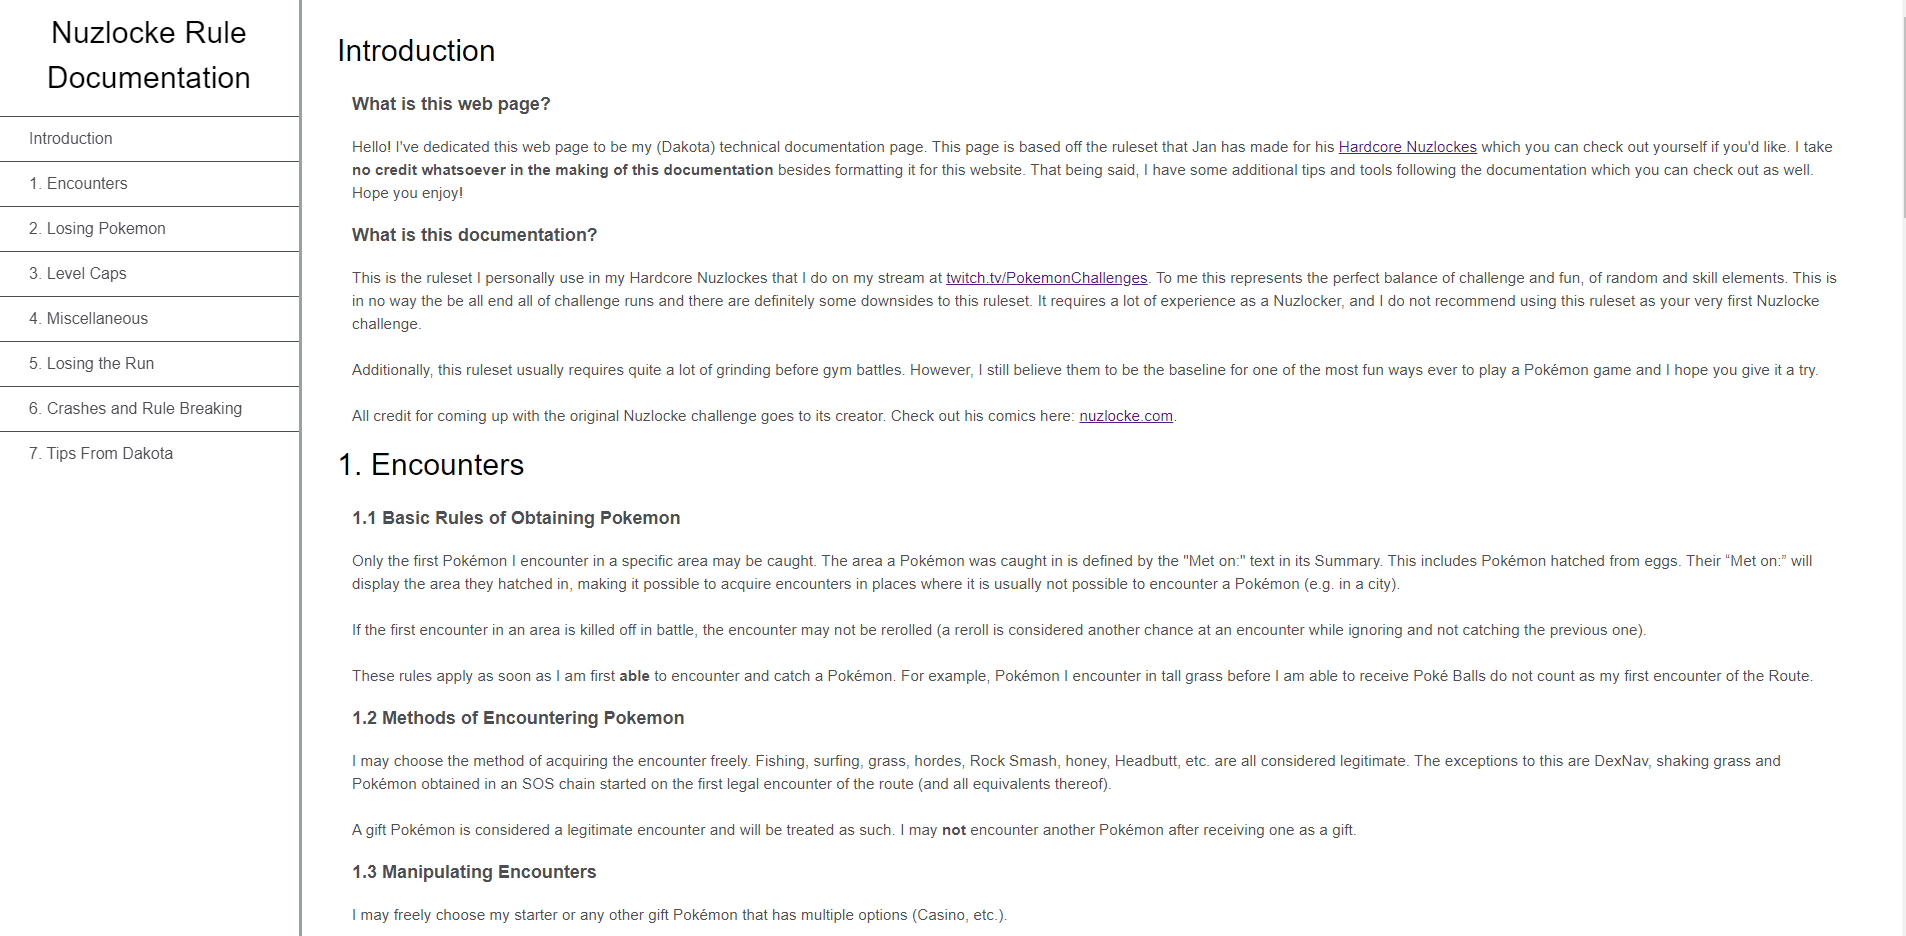 Nuzlocke Rule
Documentation
Introduction
1. Encounters
2. Losing Pokemon
3. Level Caps
4. Miscellaneous
5. Losing the Run
6. Crashes and Rule Breaking
7. Tips From Dakota
Introduction
What is this web page?
Hello! I've dedicated this web page to be my (Dakota) technical documentation page. This page is based off the ruleset that Jan has made for his Hardcore Nuzlockes which you can check out yourself if you'd like. I take
no credit whatsoever in the making of this documentation besides formatting it for this website. That being said, I have some additional tips and tools following the documentation which you can check out as well.
Hope you enjoy!
What is this documentation?
This is the ruleset I personally use in my Hardcore Nuzlockes that I do on my stream at twitch.tv/PokemonChallenges. To me this represents the perfect balance of challenge and fun, of random and skill elements. This is
in no way the be all end all of challenge runs and there are definitely some downsides to this ruleset. It requires a lot of experience as a Nuzlocker, and I do not recommend using this ruleset as your very first Nuzlocke
challenge.
Additionally, this ruleset usually requires quite a lot of grinding before gym battles. However, I still believe them to be the baseline for one of the most fun ways ever to play a Pokémon game and I hope you give it a try.
All credit for coming up with the original Nuzlocke challenge goes to its creator. Check out his comics here: nuzlocke.com.
1. Encounters
1.1 Basic Rules of Obtaining Pokemon
Only the first Pokémon I encounter in a specific area may be caught. The area a Pokémon was caught in is defined by the "Met on:" text in its Summary. This includes Pokémon hatched from eggs. Their “Met on:” will
display the area they hatched in, making it possible to acquire encounters in places where it is usually not possible to encounter a Pokémon (e.g. in a city).
If the first encounter in an area is killed off in battle, the encounter may not be rerolled (a reroll is considered another chance at an encounter while ignoring and not catching the previous one).
These rules apply as soon as I am first able to encounter and catch a Pokémon. For example, Pokémon I encounter in tall grass before I am able to receive Poké Balls do not count as my first encounter of the Route.
1.2 Methods of Encountering Pokemon
I may choose the method of acquiring the encounter freely. Fishing, surfing, grass, hordes, Rock Smash, honey, Headbutt, etc. are all considered legitimate. The exceptions to this are DexNav, shaking grass and
Pokémon obtained in an SOS chain started on the first legal encounter of the route (and all equivalents thereof).
A gift Pokémon is considered a legitimate encounter and will be treated as such. I may not encounter another Pokémon after receiving one as a gift.
1.3 Manipulating Encounters
I may freely choose my starter or any other gift Pokémon that has multiple options (Casino, etc.).